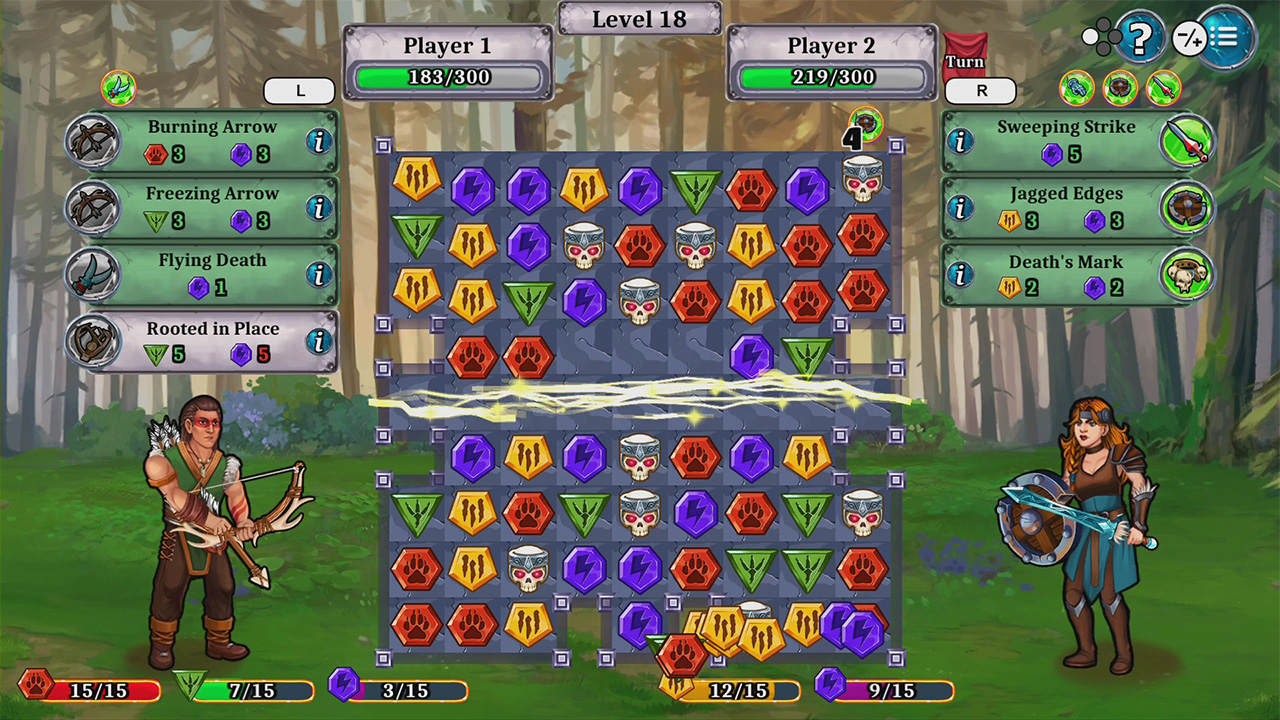 Level 18
Player 1
183/300
Player 2
219/300
Turn
?
-/+
L
R
4
Burning Arrow
i
3 3
Freezing Arrow
i
3 3
Flying Death
i
1
Rooted in Place
i
5 5
Sweeping Strike
i
5
Jagged Edges
i
3 3
Death's Mark
i
2 2
15/15
7/15
3/15
12/15
9/15